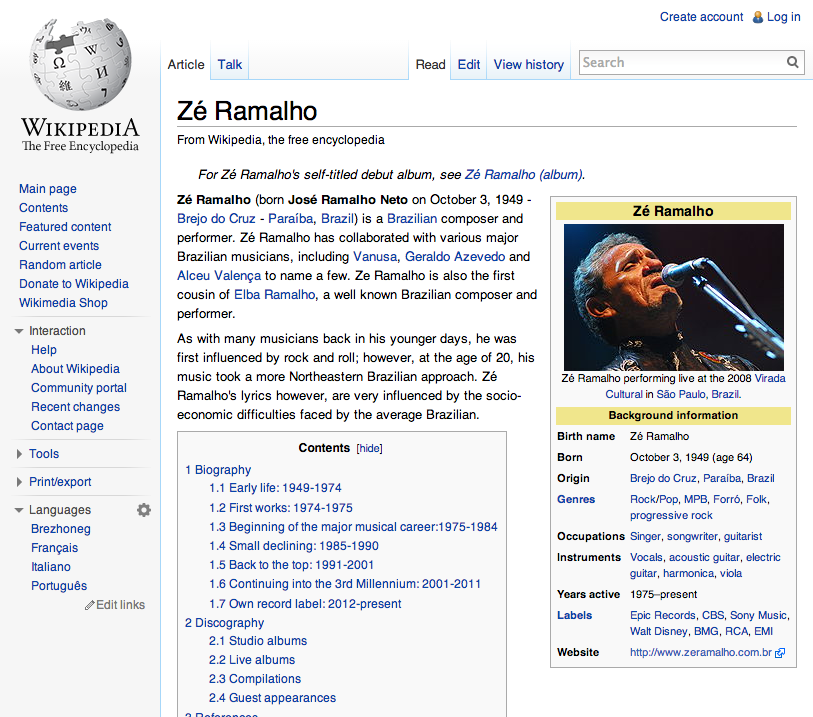 Create account Log in
Article Talk Read Edit View history Search
WIKIPEDIA
The Free Encyclopedia
Main page
Contents
Featured content
Current events
Random article
Donate to Wikipedia
Wikimedia Shop
Interaction
Help
About Wikipedia
Community portal
Recent changes
Contact page
Tools
Print/export
Languages
Brezhoneg
Français
Italiano
Português
Edit links
Zé Ramalho
From Wikipedia, the free encyclopedia
For Zé Ramalho's self-titled debut album, see Zé Ramalho (album).
Zé Ramalho (born José Ramalho Neto on October 3, 1949 -
Brejo do Cruz - Paraíba, Brazil) is a Brazilian composer and
performer. Zé Ramalho has collaborated with various major
Brazilian musicians, including Vanusa, Geraldo Azevedo and
Alceu Valença to name a few. Ze Ramalho is also the first
cousin of Elba Ramalho, a well known Brazilian composer and
performer.
As with many musicians back in his younger days, he was
first influenced by rock and roll; however, at the age of 20, his
music took a more Northeastern Brazilian approach. Zé
Ramalho's lyrics however, are very influenced by the socio-
economic difficulties faced by the average Brazilian.
Contents [hide]
1 Biography
1.1 Early life: 1949-1974
1.2 First works: 1974-1975
1.3 Beginning of the major musical career:1975-1984
1.4 Small declining: 1985-1990
1.5 Back to the top: 1991-2001
1.6 Continuing into the 3rd Millennium: 2001-2011
1.7 Own record label: 2012-present
2 Discography
2.1 Studio albums
2.2 Live albums
2.3 Compilations
2.4 Guest appearances
3 References
Zé Ramalho
Zé Ramalho performing live at the 2008 Virada
Cultural in São Paulo, Brazil.
Background information
Birth name Zé Ramalho
Born October 3, 1949 (age 64)
Origin Brejo do Cruz, Paraíba, Brazil
Genres Rock/Pop, MPB, Forró, Folk,
progressive rock
Occupations Singer, songwriter, guitarist
Instruments Vocals, acoustic guitar, electric
guitar, harmonica, viola
Years active 1975–present
Labels Epic Records, CBS, Sony Music,
Walt Disney, BMG, RCA, EMI
Website http://www.zeramalho.com.br